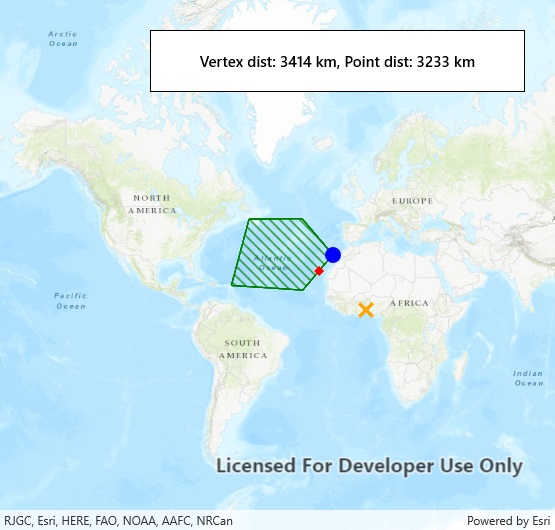 Arctic
Ocean
Vertex dist: 3414 km, Point dist: 3233 km
NORTH
AMERICA
EUROPE
Atlantic
Ocean
Pacific
Ocean
AFRICA
SOUTH
AMERICA
Indian
Ocean
Licensed For Developer Use Only
RJGC, Esri, HERE, FAO, NOAA, AAFC, NRCan
Powered by Esri